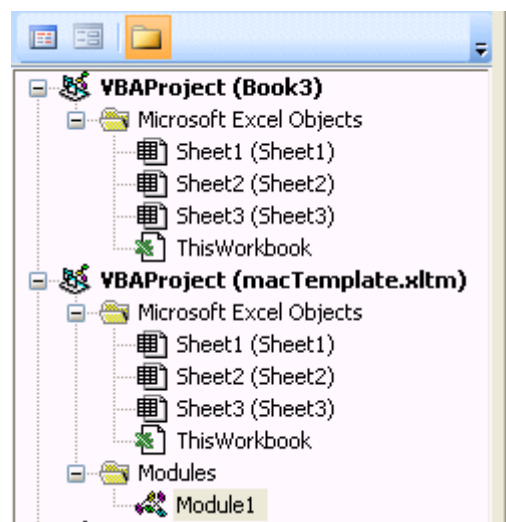 VBAProject (Book3)
Microsoft Excel Objects
Sheet1 (Sheet1)
Sheet2 (Sheet2)
Sheet3 (Sheet3)
ThisWorkbook
VBAProject (macTemplate.xltm)
Microsoft Excel Objects
Sheet1 (Sheet1)
Sheet2 (Sheet2)
Sheet3 (Sheet3)
ThisWorkbook
Modules
Module1